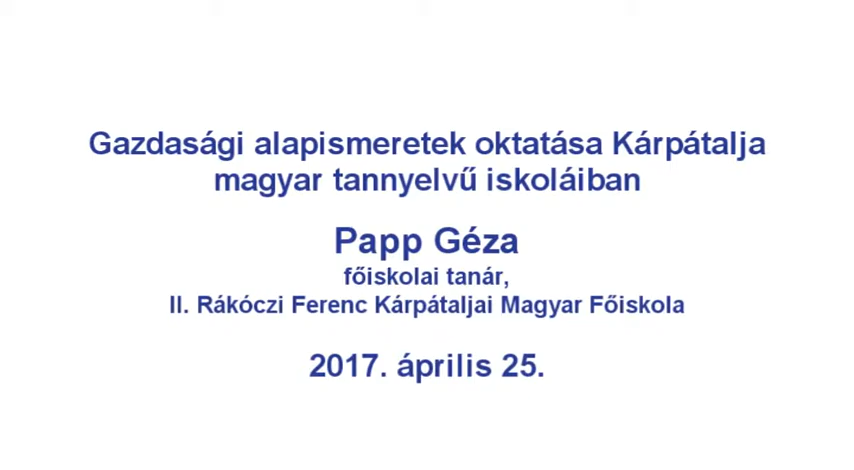 Gazdasági alapismeretek oktatása Kárpátalja
magyar tannyelvű iskoláiban
Papp Géza
főiskolai tanár,
II. Rákóczi Ferenc Kárpátaljai Magyar Főiskola
2017. április 25.